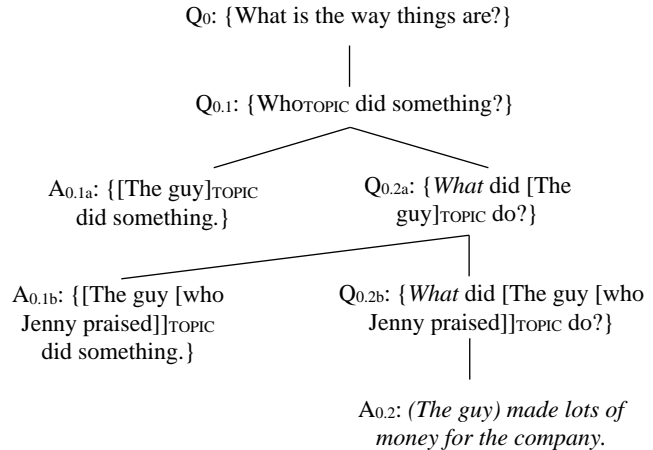 Q0: {What is the way things are?}
Q0.1: {WhoTOPIC did something?}
A0.1a: {[The guy]TOPIC
did something.}
Q0.2a: {What did [The
guy]TOPIC do?}
A0.1b: {[The guy [who
Jenny praised]]TOPIC
did something.}
Q0.2b: {What did [The guy [who
Jenny praised]]TOPIC do?}
A0.2: (The guy) made lots of
money for the company.